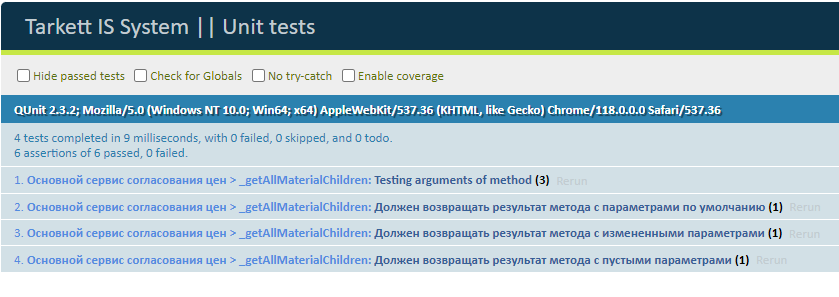 Tarkett IS System || Unit tests
Hide passed tests Check for Globals No try-catch Enable coverage
QUnit 2.3.2; Mozilla/5.0 (Windows NT 10.0; Win64; x64) AppleWebKit/537.36 (KHTML, like Gecko) Chrome/118.0.0.0 Safari/537.36
4 tests completed in 9 milliseconds, with 0 failed, 0 skipped, and 0 todo.
6 assertions of 6 passed, 0 failed.
1. Основной сервис согласования цен > _getAllMaterialChildren: Testing arguments of method (3) Rerun
2. Основной сервис согласования цен > _getAllMaterialChildren: Должен возвращать результат метода с параметрами по умолчанию (1) Rerun
3. Основной сервис согласования цен > _getAllMaterialChildren: Должен возвращать результат метода с измененными параметрами (1) Rerun
4. Основной сервис согласования цен > _getAllMaterialChildren: Должен возвращать результат метода с пустыми параметрами (1) Rerun